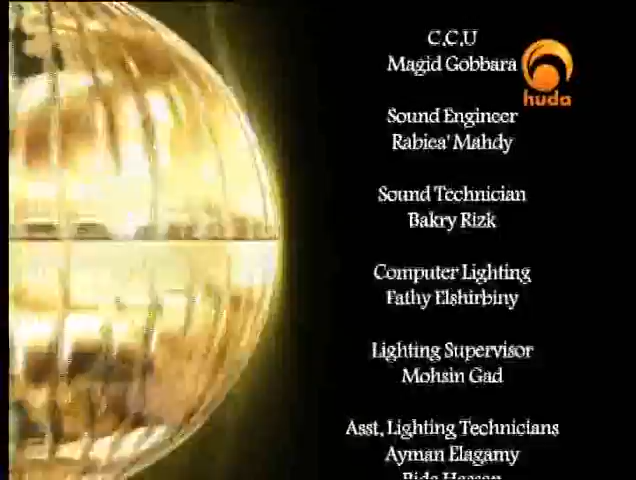 C.C.U
Magid Gobbara
huda
Sound Engineer
Rabiea' Mahdy
Sound Technician
Bakry Rizk
Computer Lighting
Fathy Elshirbiny
Lighting Supervisor
Mohsin Gad
Asst. Lighting Technicians
Ayman Elagamy